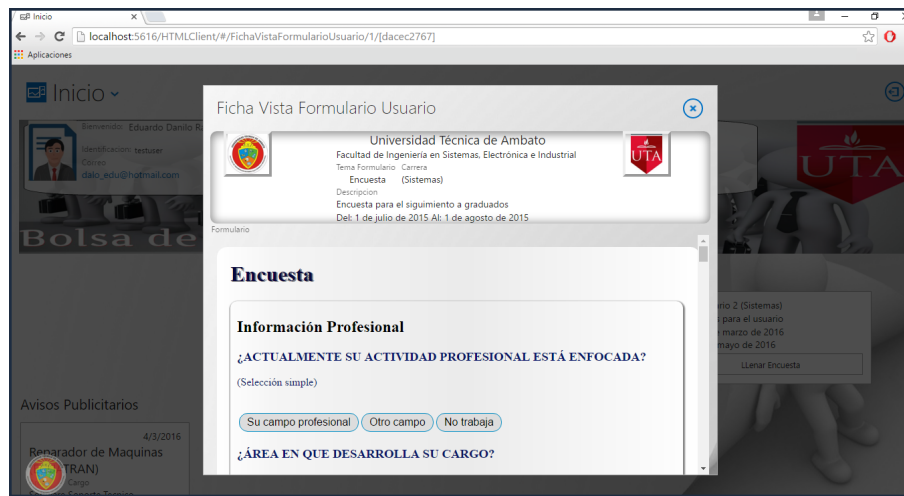 Inicio
localhost:5616/HTMLClient/#/FichaVistaFormularioUsuario/1/[dacec2767]
Aplicaciones
Inicio
Bienvenido: Eduardo Danilo
Identificacion: testuser
Correo
daio_edu@hotmail.com
Bolsa de
UTA
Ficha Vista Formulario Usuario
Universidad Técnica de Ambato
Facultad de Ingeniería en Sistemas, Electrónica e Industrial
Tema Formulario Carrera
Encuesta (Sistemas)
Descripcion
Encuesta para el siguimiento a graduados
Del: 1 de julio de 2015 Al: 1 de agosto de 2015
UTA
Formulario
Encuesta
Información Profesional
¿ACTUALMENTE SU ACTIVIDAD PROFESIONAL ESTÁ ENFOCADA?
(Selección simple)
Su campo profesional Otro campo No trabaja
¿ÁREA EN QUE DESARROLLA SU CARGO?
rio 2 (Sistemas)
para el usuario
marzo de 2016
mayo de 2016
LLenar Encuesta
Avisos Publicitarios
4/3/2016
Reparador de Maquinas
TRAN)
Cargo
Soporte Tecnico